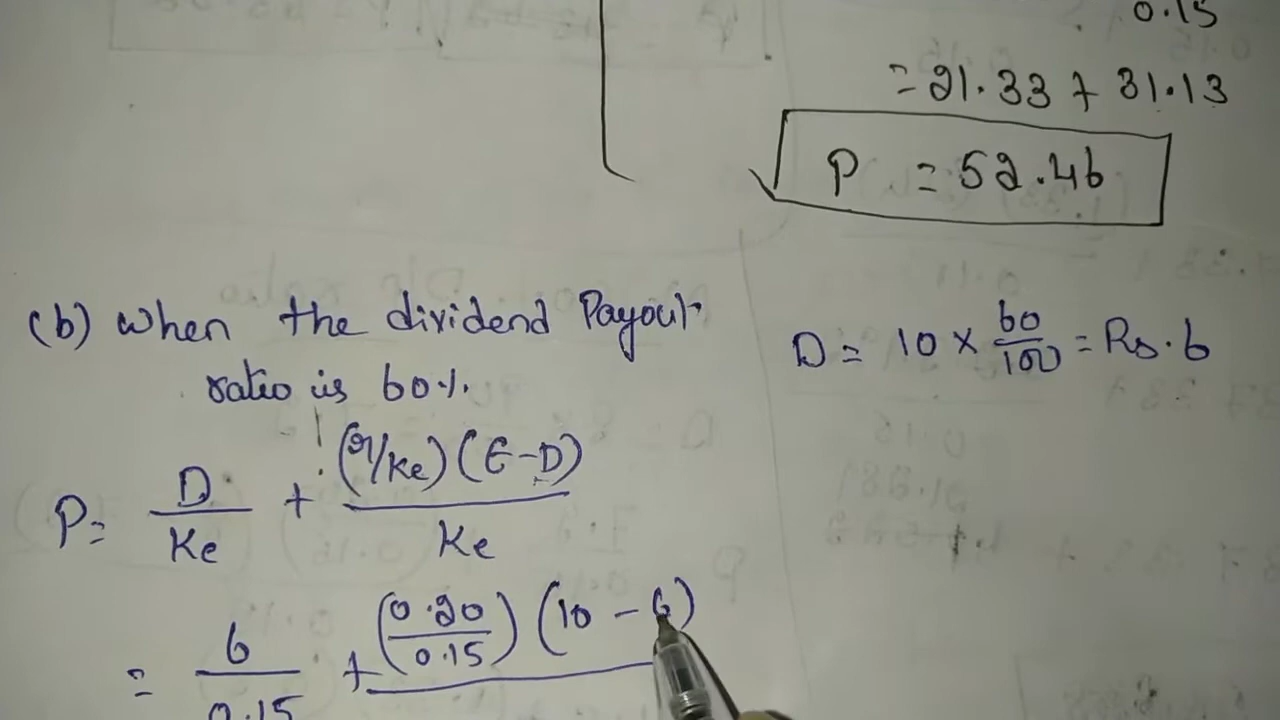 0.15
= 21.33 + 31.13
P = 52.46
(b) when the dividend Payout
ratio is 60%.
D = 10 × 60/100 = Rs. 6
P = D/Ke + (r/Ke)(E-D)/Ke
= 6/0.15 + (0.20/0.15)(10 - 6)